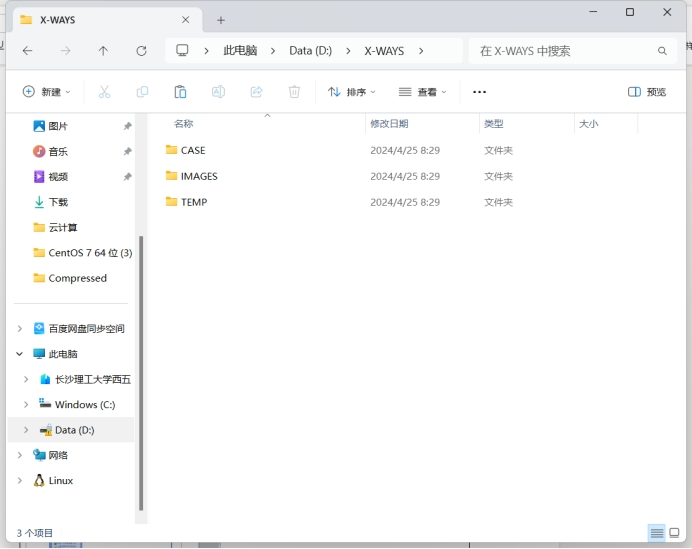 X-WAYS
此电脑 Data (D:) X-WAYS
在 X-WAYS 中搜索
新建 排序 查看 预览
图片
音乐
视频
下载
云计算
CentOS 7 64 位 (3)
Compressed
百度网盘同步空间
此电脑
长沙理工大学西五
Windows (C:)
Data (D:)
网络
Linux
名称 修改日期 类型 大小
CASE 2024/4/25 8:29 文件夹
IMAGES 2024/4/25 8:29 文件夹
TEMP 2024/4/25 8:29 文件夹
3 个项目